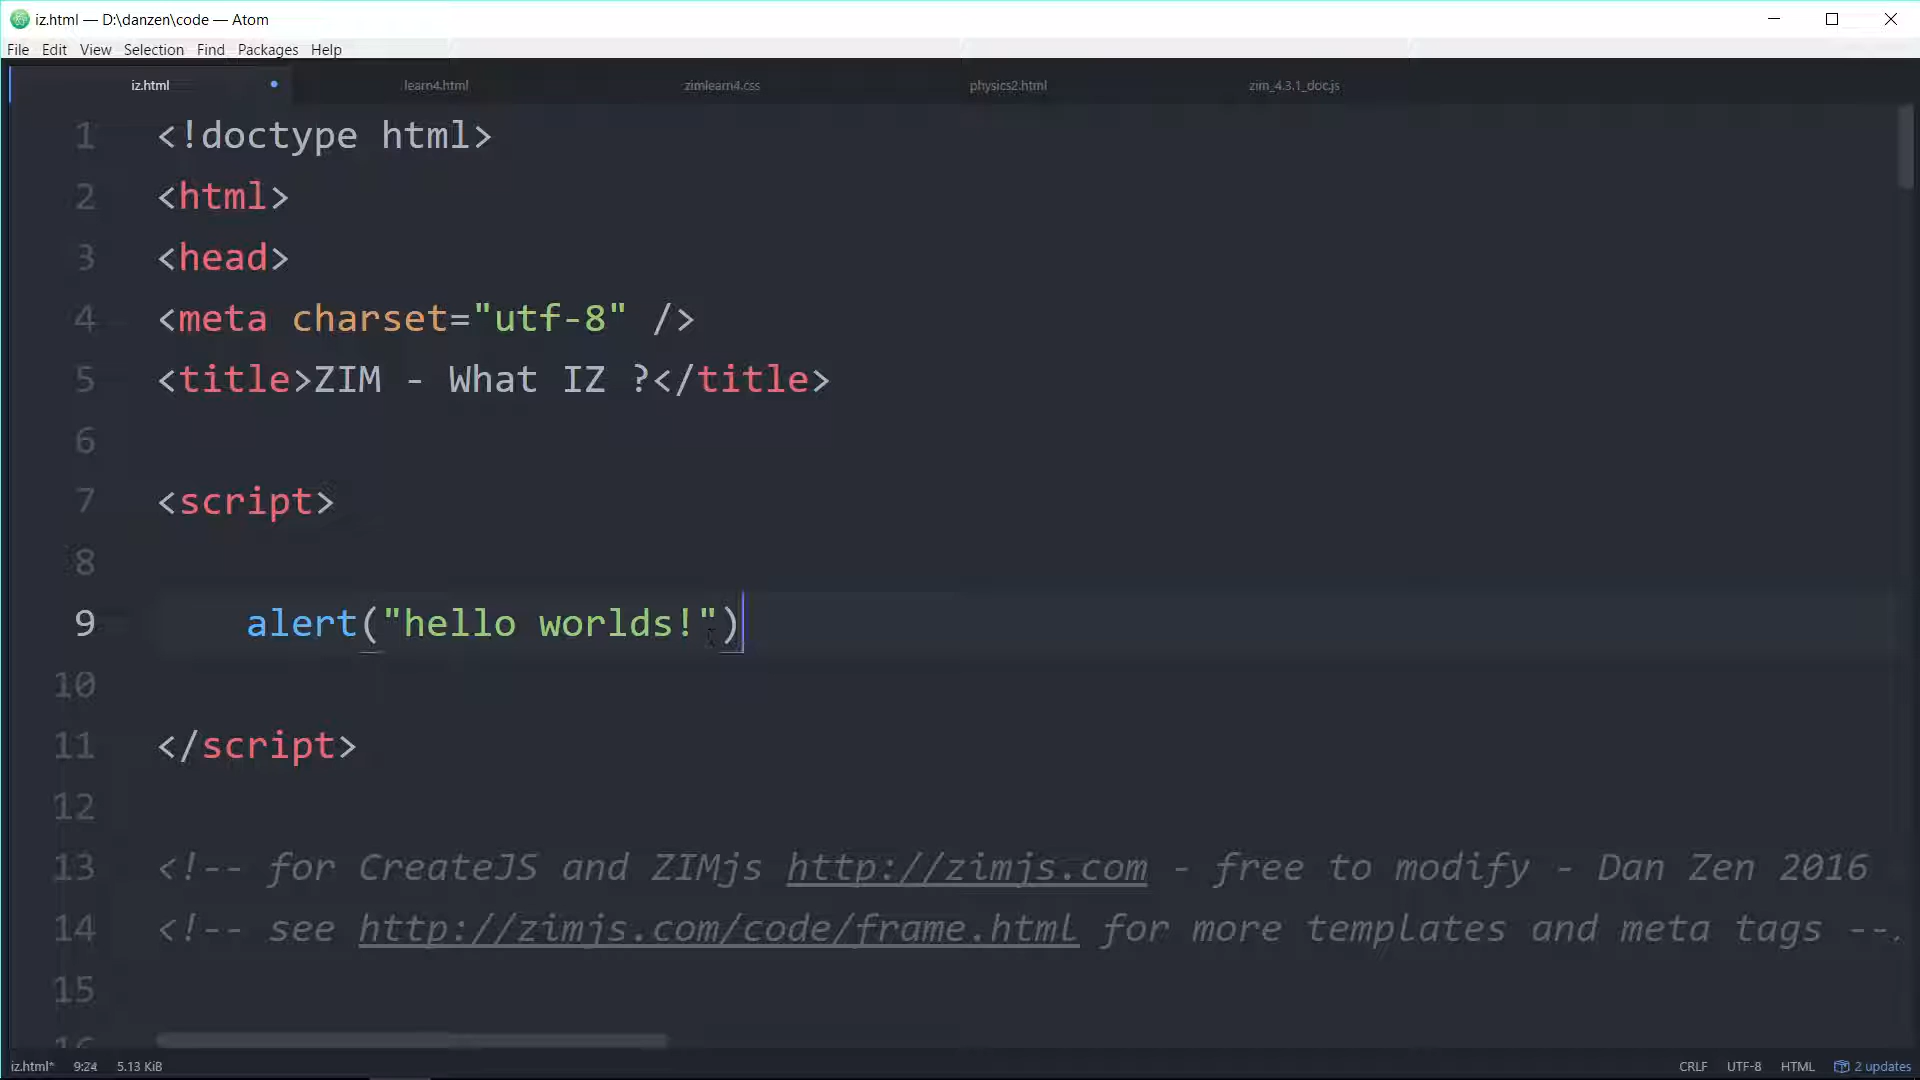 iz.html — D:\danzen\code — Atom
File Edit View Selection Find Packages Help
iz.html learn4.html zimlearn4.css physics2.html zim_4.3.1_doc.js
1 <!doctype html>
2 <html>
3 <head>
4 <meta charset="utf-8" />
5 <title>ZIM - What IZ ?</title>
6
7 <script>
8
9 alert("hello worlds!")
10
11 </script>
12
13 <!-- for CreateJS and ZIMjs http://zimjs.com - free to modify - Dan Zen 2016
14 <!-- see http://zimjs.com/code/frame.html for more templates and meta tags --.
15
16
iz.html* 9:24 5.13 KiB CRLF UTF-8 HTML 2 updates